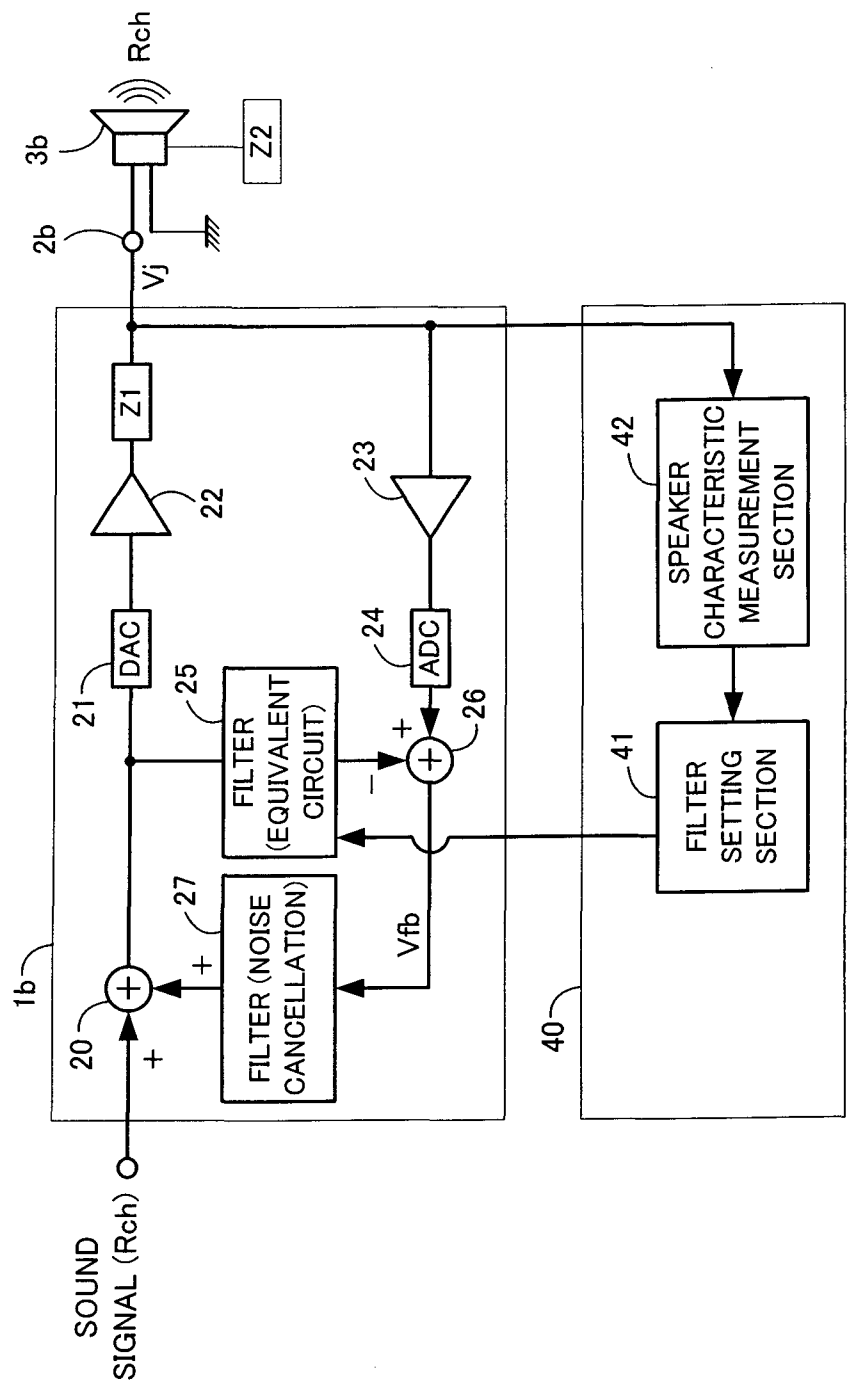 SOUND
SIGNAL (Rch)
+
20
+
1b
+
21
DAC
22
Z1
Vj
2b
3b
Rch
Z2
27
FILTER (NOISE
CANCELLATION)
+
25
FILTER
(EQUIVALENT
CIRCUIT)
−
24
ADC
+
+
26
23
Vfb
40
41
FILTER
SETTING
SECTION
42
SPEAKER
CHARACTERISTIC
MEASUREMENT
SECTION